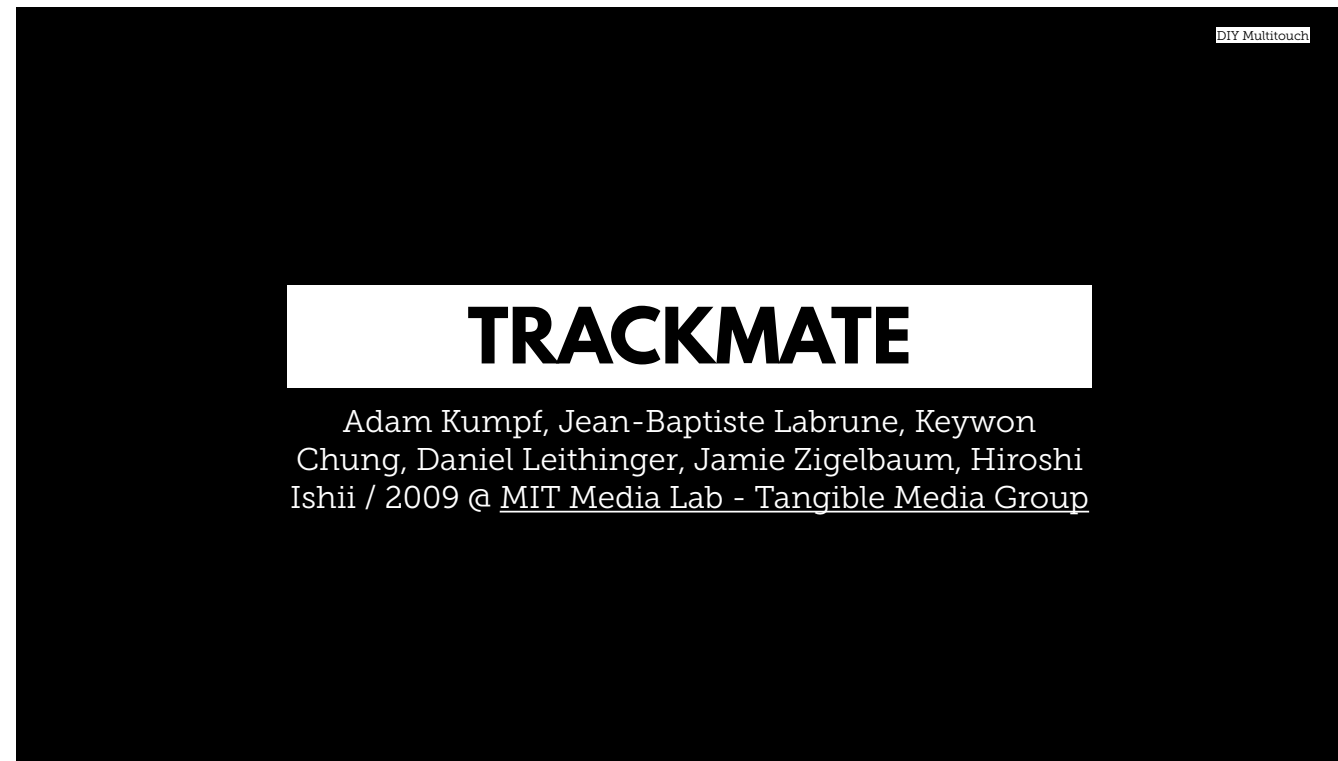 DIY Multitouch
TRACKMATE
Adam Kumpf, Jean-Baptiste Labrune, Keywon
Chung, Daniel Leithinger, Jamie Zigelbaum, Hiroshi
Ishii / 2009 @ MIT Media Lab - Tangible Media Group